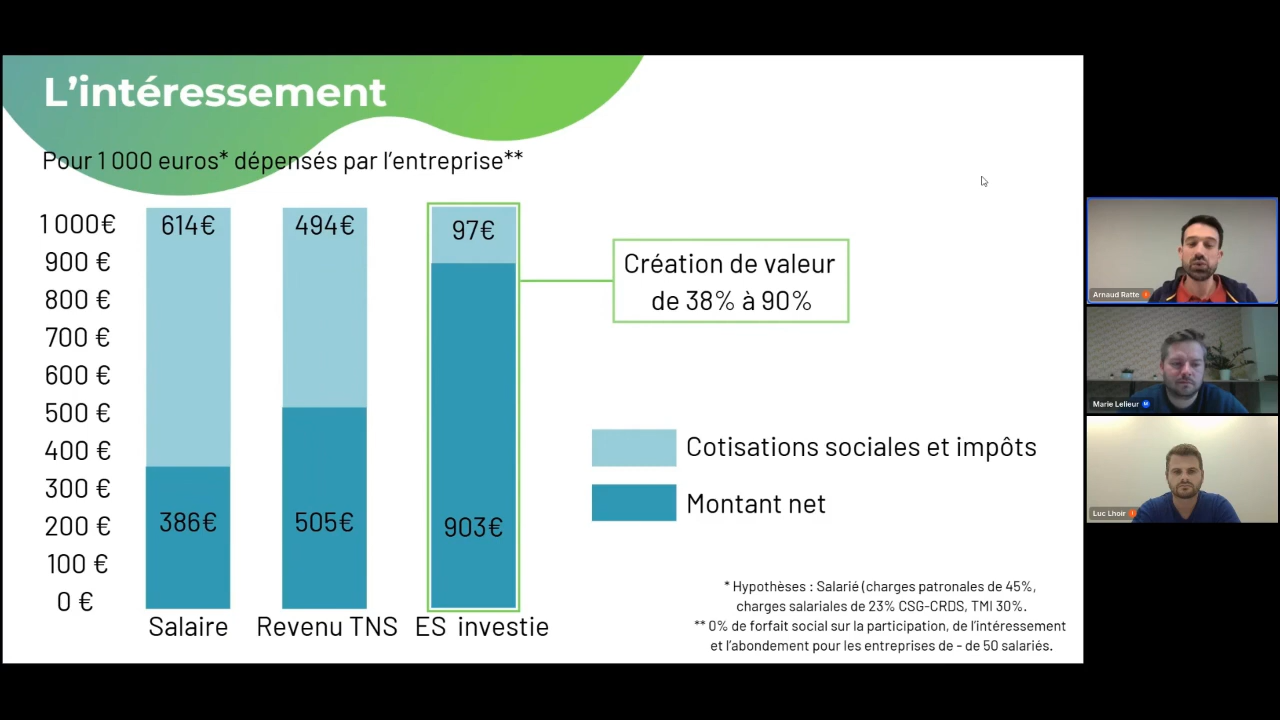 L'intéressement
Pour 1 000 euros* dépensés par l'entreprise**
1 000€
900 €
800 €
700 €
600 €
500 €
400 €
300 €
200 €
100 €
0 €
614€
494€
97€
386€
505€
903€
Salaire
Revenu TNS
ES investie
Création de valeur
de 38% à 90%
Cotisations sociales et impôts
Montant net
* Hypothèses : Salarié (charges patronales de 45%,
charges salariales de 23% CSG-CRDS, TMI 30%.
** 0% de forfait social sur la participation, de l'intéressement
et l'abondement pour les entreprises de - de 50 salariés.
Arnaud Ratte
Marie Lelieur
Luc Lhoir